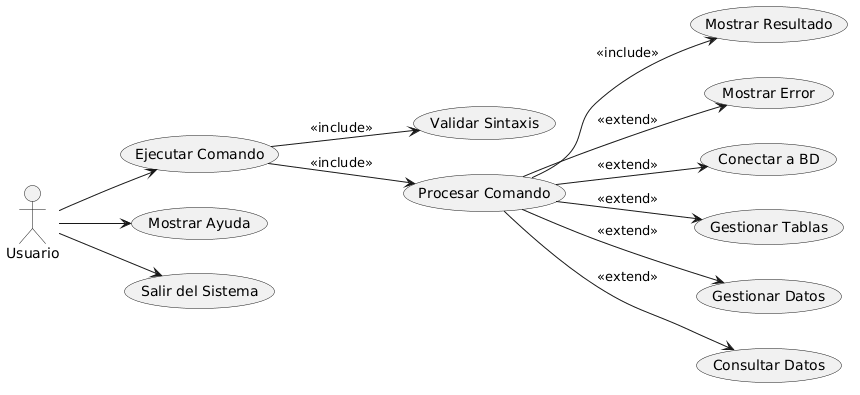 Usuario
Ejecutar Comando
Mostrar Ayuda
Salir del Sistema
«include»
«include»
Validar Sintaxis
Procesar Comando
«include»
«extend»
«extend»
«extend»
«extend»
«extend»
Mostrar Resultado
Mostrar Error
Conectar a BD
Gestionar Tablas
Gestionar Datos
Consultar Datos